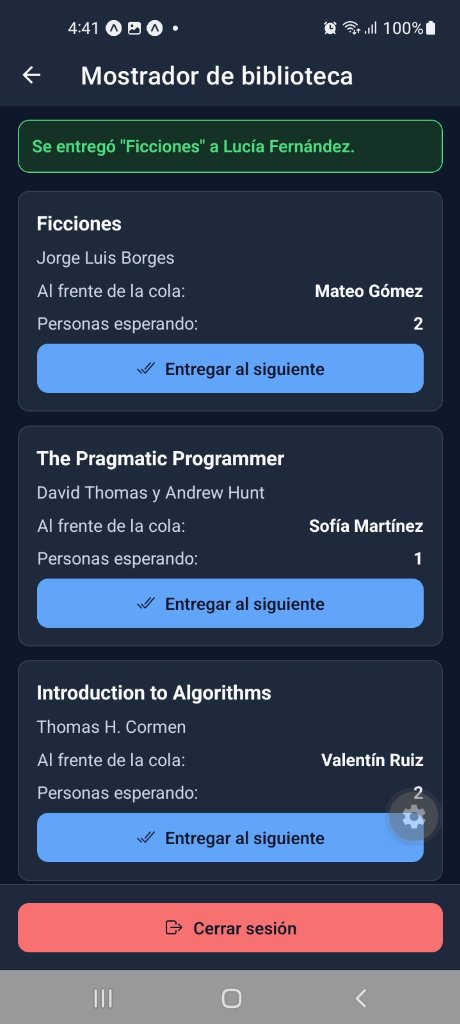 4:41
100%
Mostrador de biblioteca
Se entregó "Ficciones" a Lucía Fernández.
Ficciones
Jorge Luis Borges
Al frente de la cola: Mateo Gómez
Personas esperando: 2
Entregar al siguiente
The Pragmatic Programmer
David Thomas y Andrew Hunt
Al frente de la cola: Sofía Martínez
Personas esperando: 1
Entregar al siguiente
Introduction to Algorithms
Thomas H. Cormen
Al frente de la cola: Valentín Ruiz
Personas esperando: 2
Entregar al siguiente
Cerrar sesión